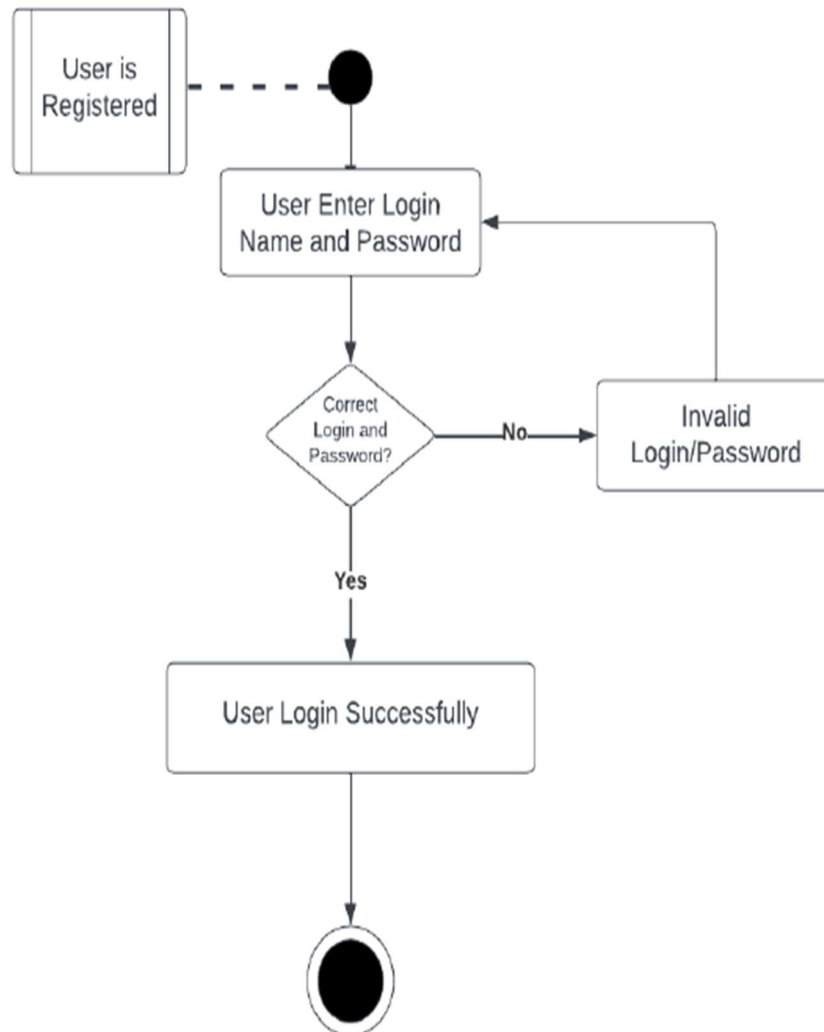 User is
Registered
User Enter Login
Name and Password
Correct
Login and
Password?
No
Invalid
Login/Password
Yes
User Login Successfully